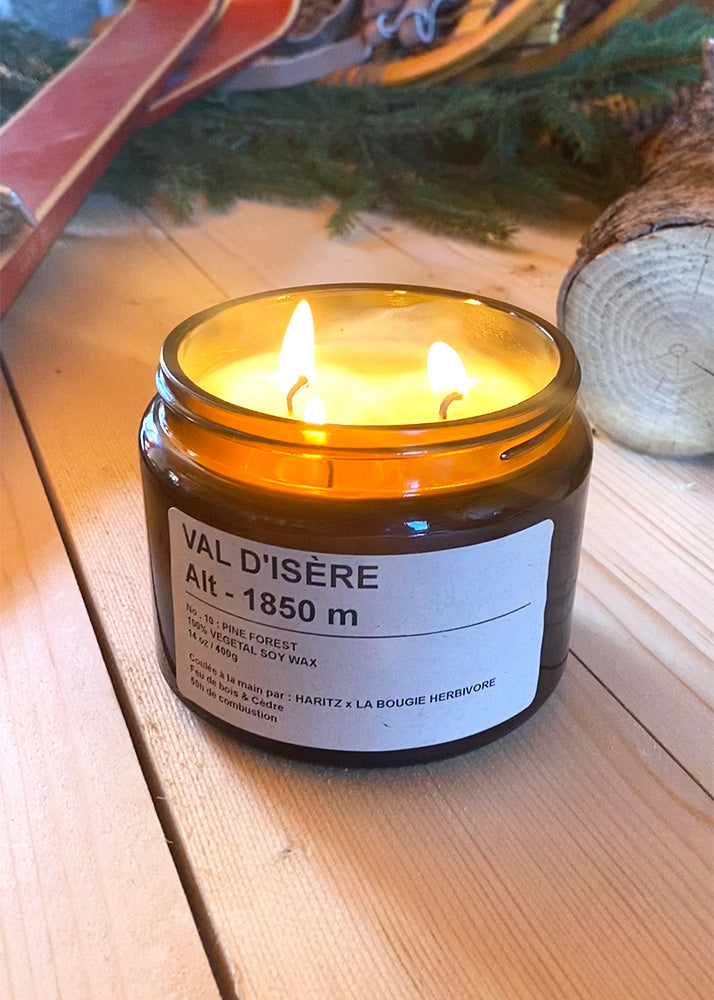 VAL D'ISÈRE
Alt - 1850 m
No . 10 : PINE FOREST
100% VEGETAL SOY WAX
14 oz / 400g
Coulée à la main par : HARITZ x LA BOUGIE HERBIVORE
Feu de bois & Cèdre
55h de combustion